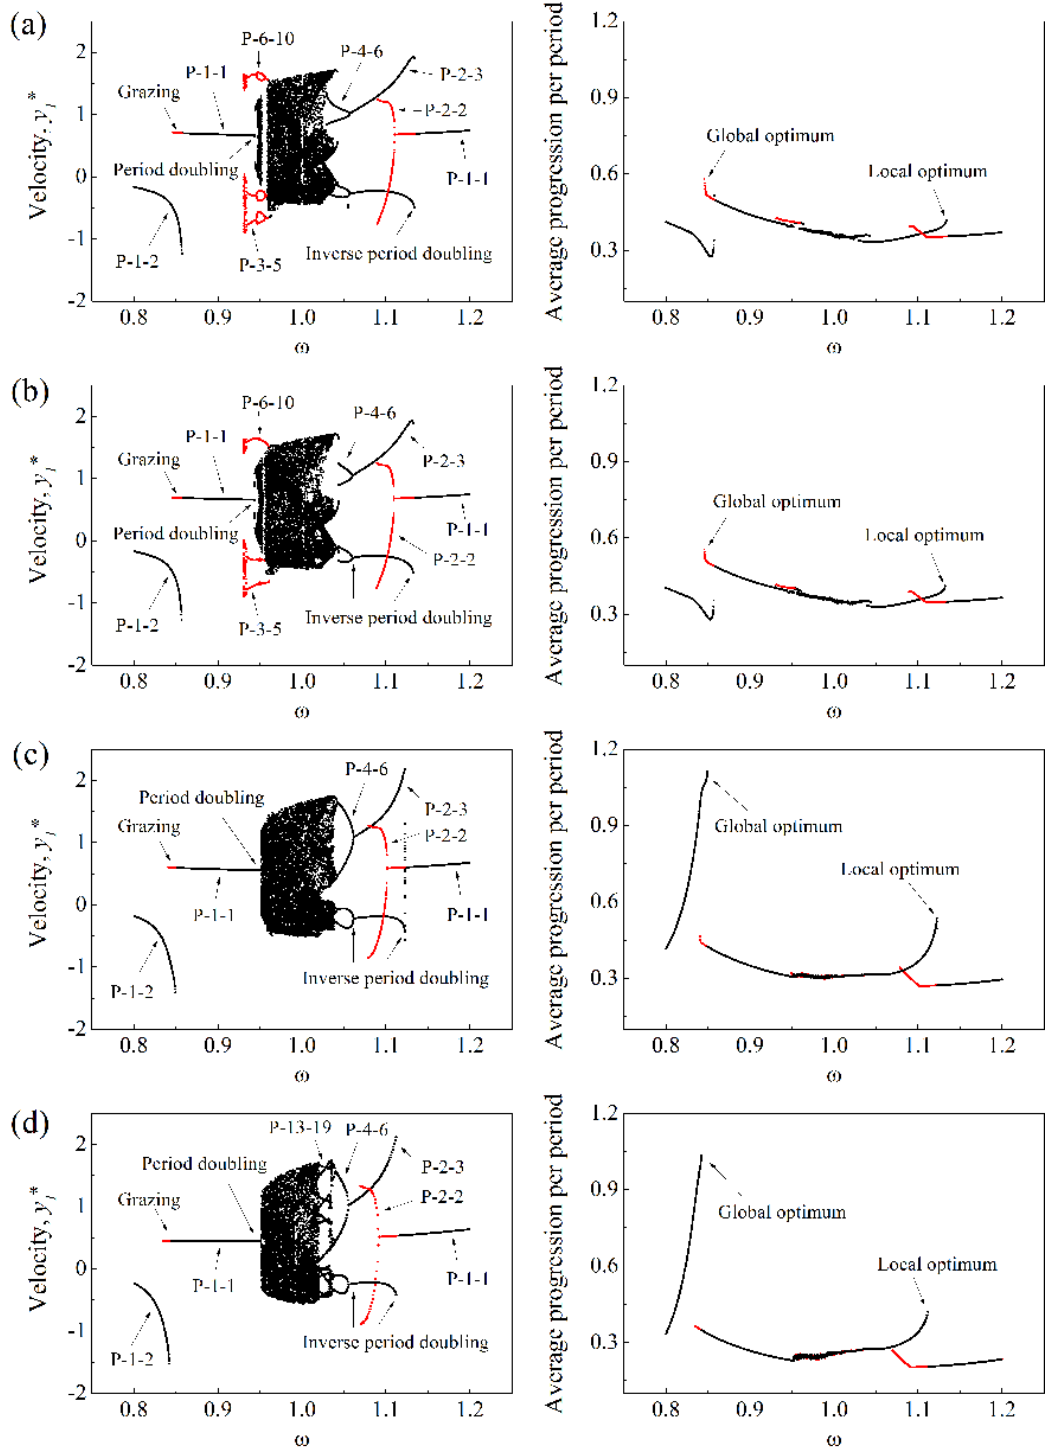 (a)
Velocity, y₁*
2
1
0
-1
-2
0.8 0.9 1.0 1.1 1.2
ω
P-6-10
P-4-6
P-1-1
P-2-3
Grazing
P-2-2
Period doubling
P-1-1
Inverse period doubling
P-1-2
P-3-5
Average progression per period
1.2
0.9
0.6
0.3
0.8 0.9 1.0 1.1 1.2
ω
Global optimum
Local optimum
(b)
Velocity, y₁*
2
1
0
-1
-2
0.8 0.9 1.0 1.1 1.2
ω
P-6-10
P-4-6
P-1-1
P-2-3
Grazing
P-1-1
Period doubling
P-2-2
Inverse period doubling
P-1-2
P-3-5
Average progression per period
1.2
0.9
0.6
0.3
0.8 0.9 1.0 1.1 1.2
ω
Global optimum
Local optimum
(c)
Velocity, y₁*
2
1
0
-1
-2
0.8 0.9 1.0 1.1 1.2
ω
P-4-6
Period doubling
P-2-3
Grazing
P-2-2
P-1-1
P-1-1
Inverse period doubling
P-1-2
Average progression per period
1.2
0.9
0.6
0.3
0.8 0.9 1.0 1.1 1.2
ω
Global optimum
Local optimum
(d)
Velocity, y₁*
2
1
0
-1
-2
0.8 0.9 1.0 1.1 1.2
ω
P-13-19
P-4-6
Period doubling
P-2-3
Grazing
P-2-2
P-1-1
P-1-1
Inverse period doubling
P-1-2
Average progression per period
1.2
0.9
0.6
0.3
0.8 0.9 1.0 1.1 1.2
ω
Global optimum
Local optimum